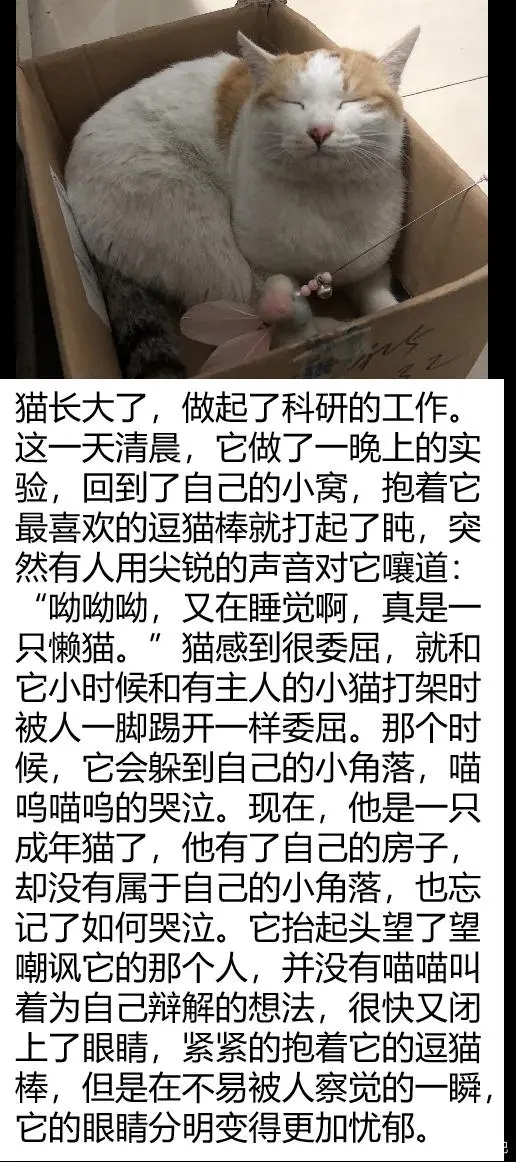 猫长大了，做起了科研的工作。
这一天清晨，它做了一晚上的实
验，回到了自己的小窝，抱着它
最喜欢的逗猫棒就打起了盹，突
然有人用尖锐的声音对它嚷道：
“呦呦呦，又在睡觉啊，真是一
只懒猫。”猫感到很委屈，就和
它小时候和有主人的小猫打架时
被人一脚踢开一样委屈。那个时
候，它会躲到自己的小角落，喵
呜喵呜的哭泣。现在，他是一只
成年猫了，他有了自己的房子，
却没有属于自己的小角落，也忘
记了如何哭泣。它抬起头望了望
嘲讽它的那个人，并没有喵喵叫
着为自己辩解的想法，很快又闭
上了眼睛，紧紧的抱着它的逗猫
棒，但是在不易被人察觉的一瞬，
它的眼睛分明变得更加忧郁。